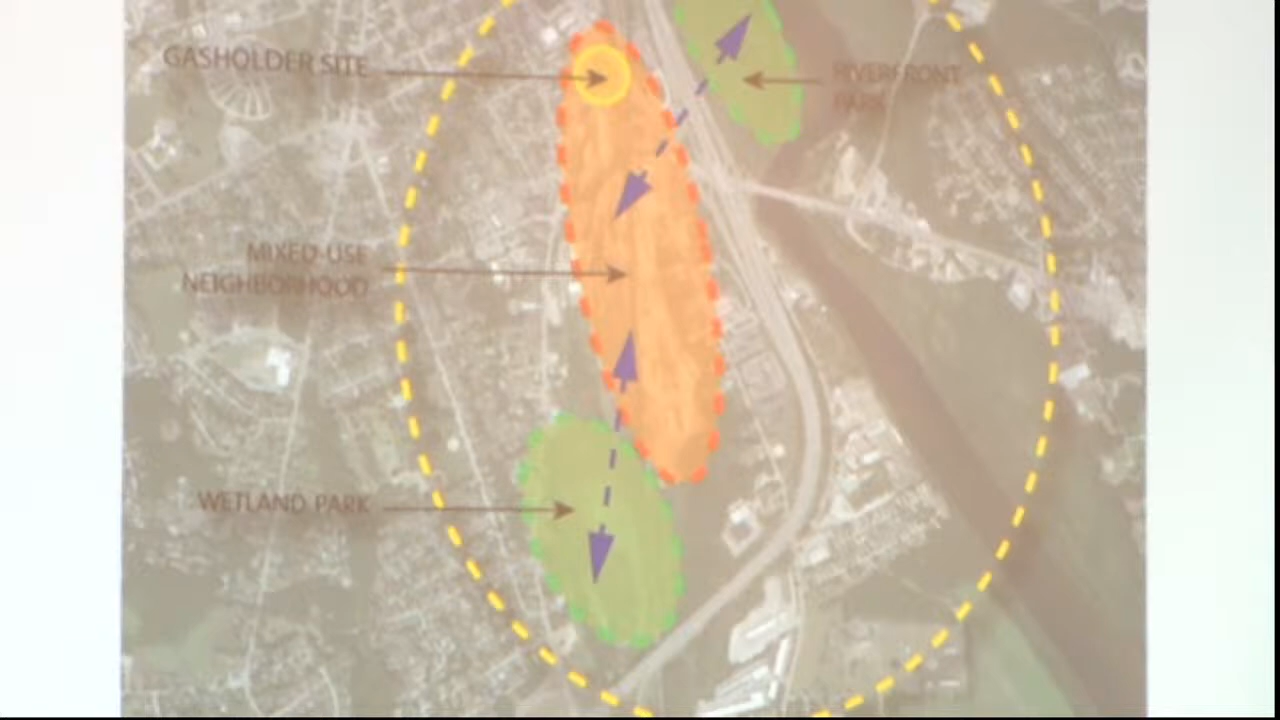 GASHOLDER SITE
RIVERFRONT
PARK
MIXED-USE
NEIGHBORHOOD
WETLAND PARK